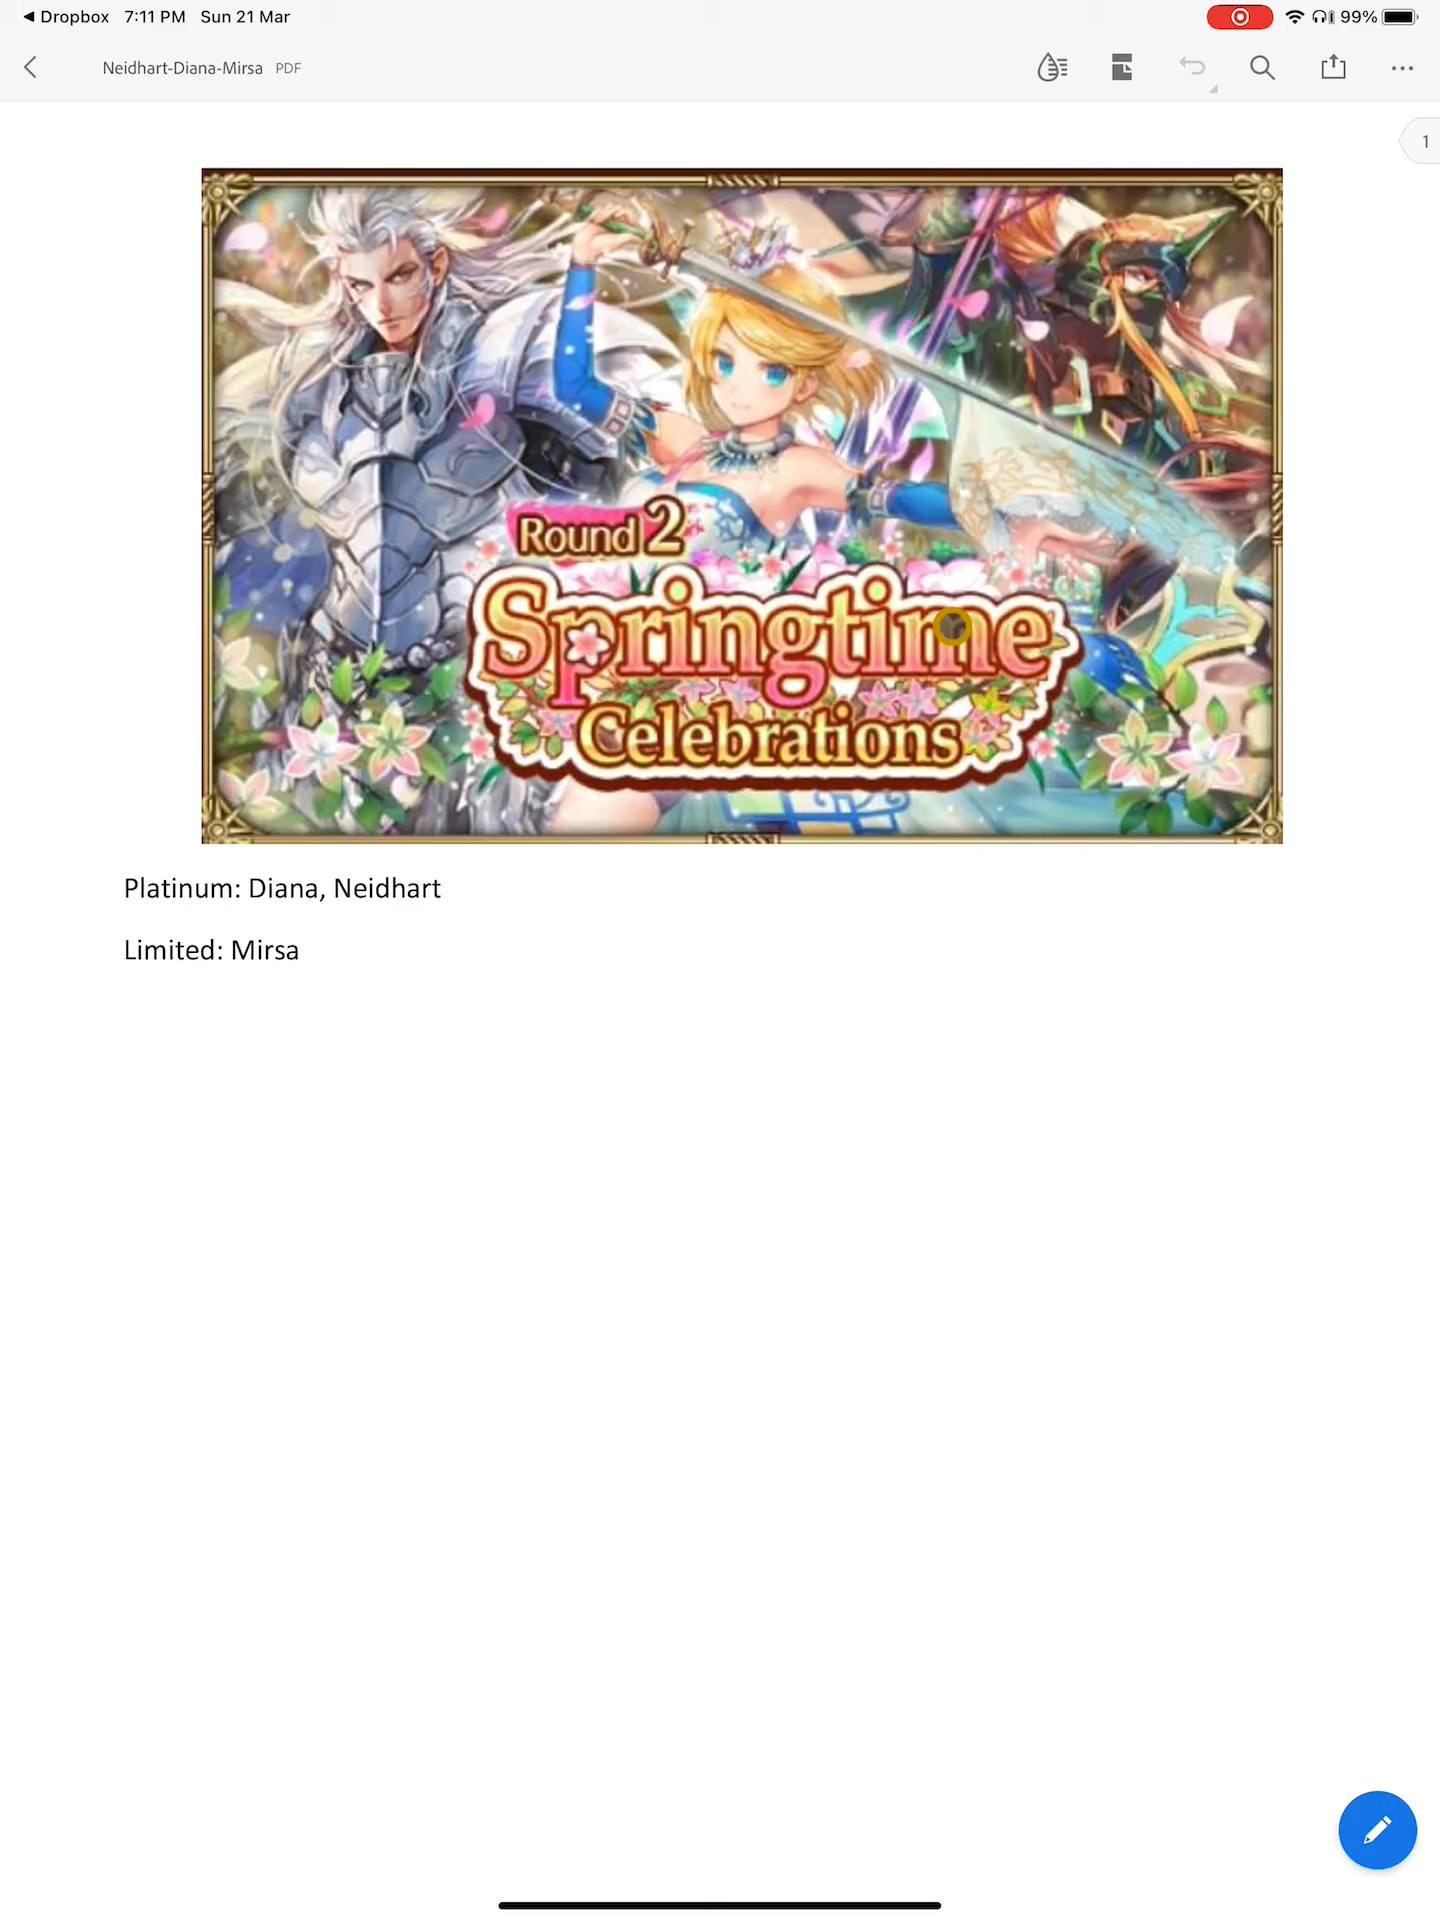 Dropbox 7:11 PM Sun 21 Mar 99%
Neidhart-Diana-Mirsa PDF
1
Round 2
Springtime
Celebrations
Platinum: Diana, Neidhart
Limited: Mirsa